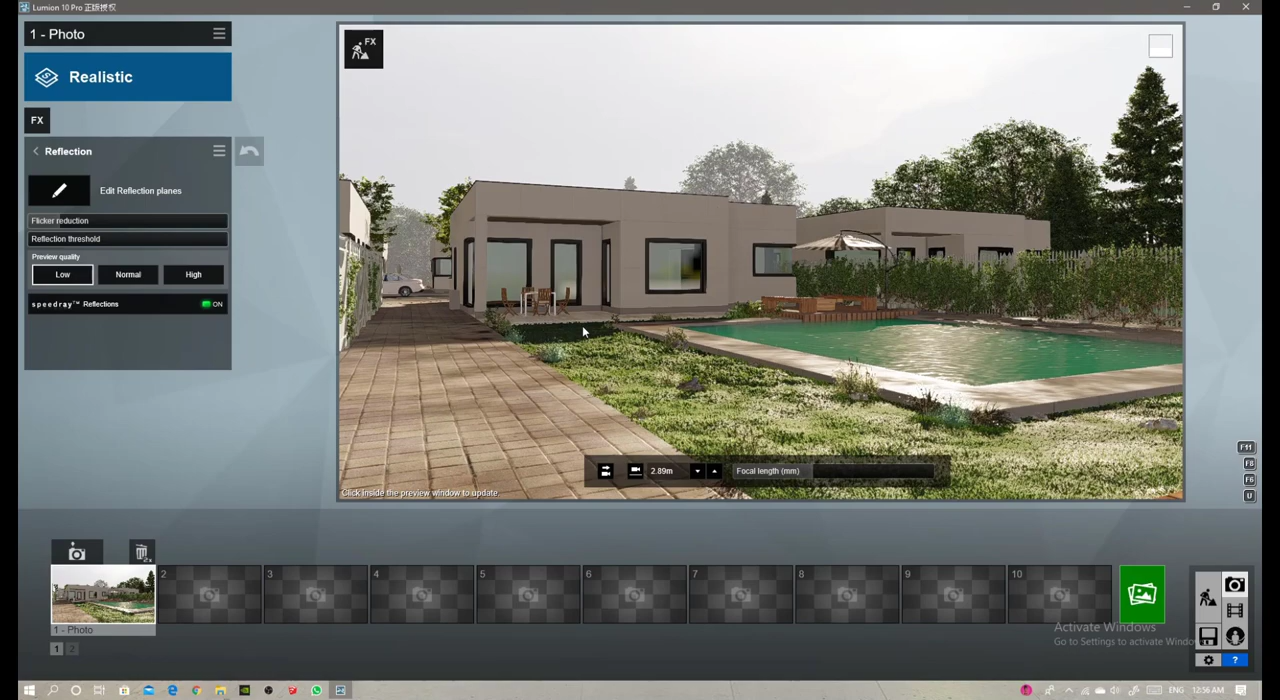 Lumion 10 Pro 正版授权
1 - Photo
Realistic
FX
Reflection
Edit Reflection planes
Flicker reduction
Reflection threshold
Preview quality
Low
Normal
High
speedray™ Reflections
ON
FX
2.89m
Focal length (mm)
Click inside the preview window to update.
F11
F8
F6
U
2
3
4
5
6
7
8
9
10
1 - Photo
1
2
Activate Windows
Go to Settings to activate Windows
?
ENG
12:56 AM